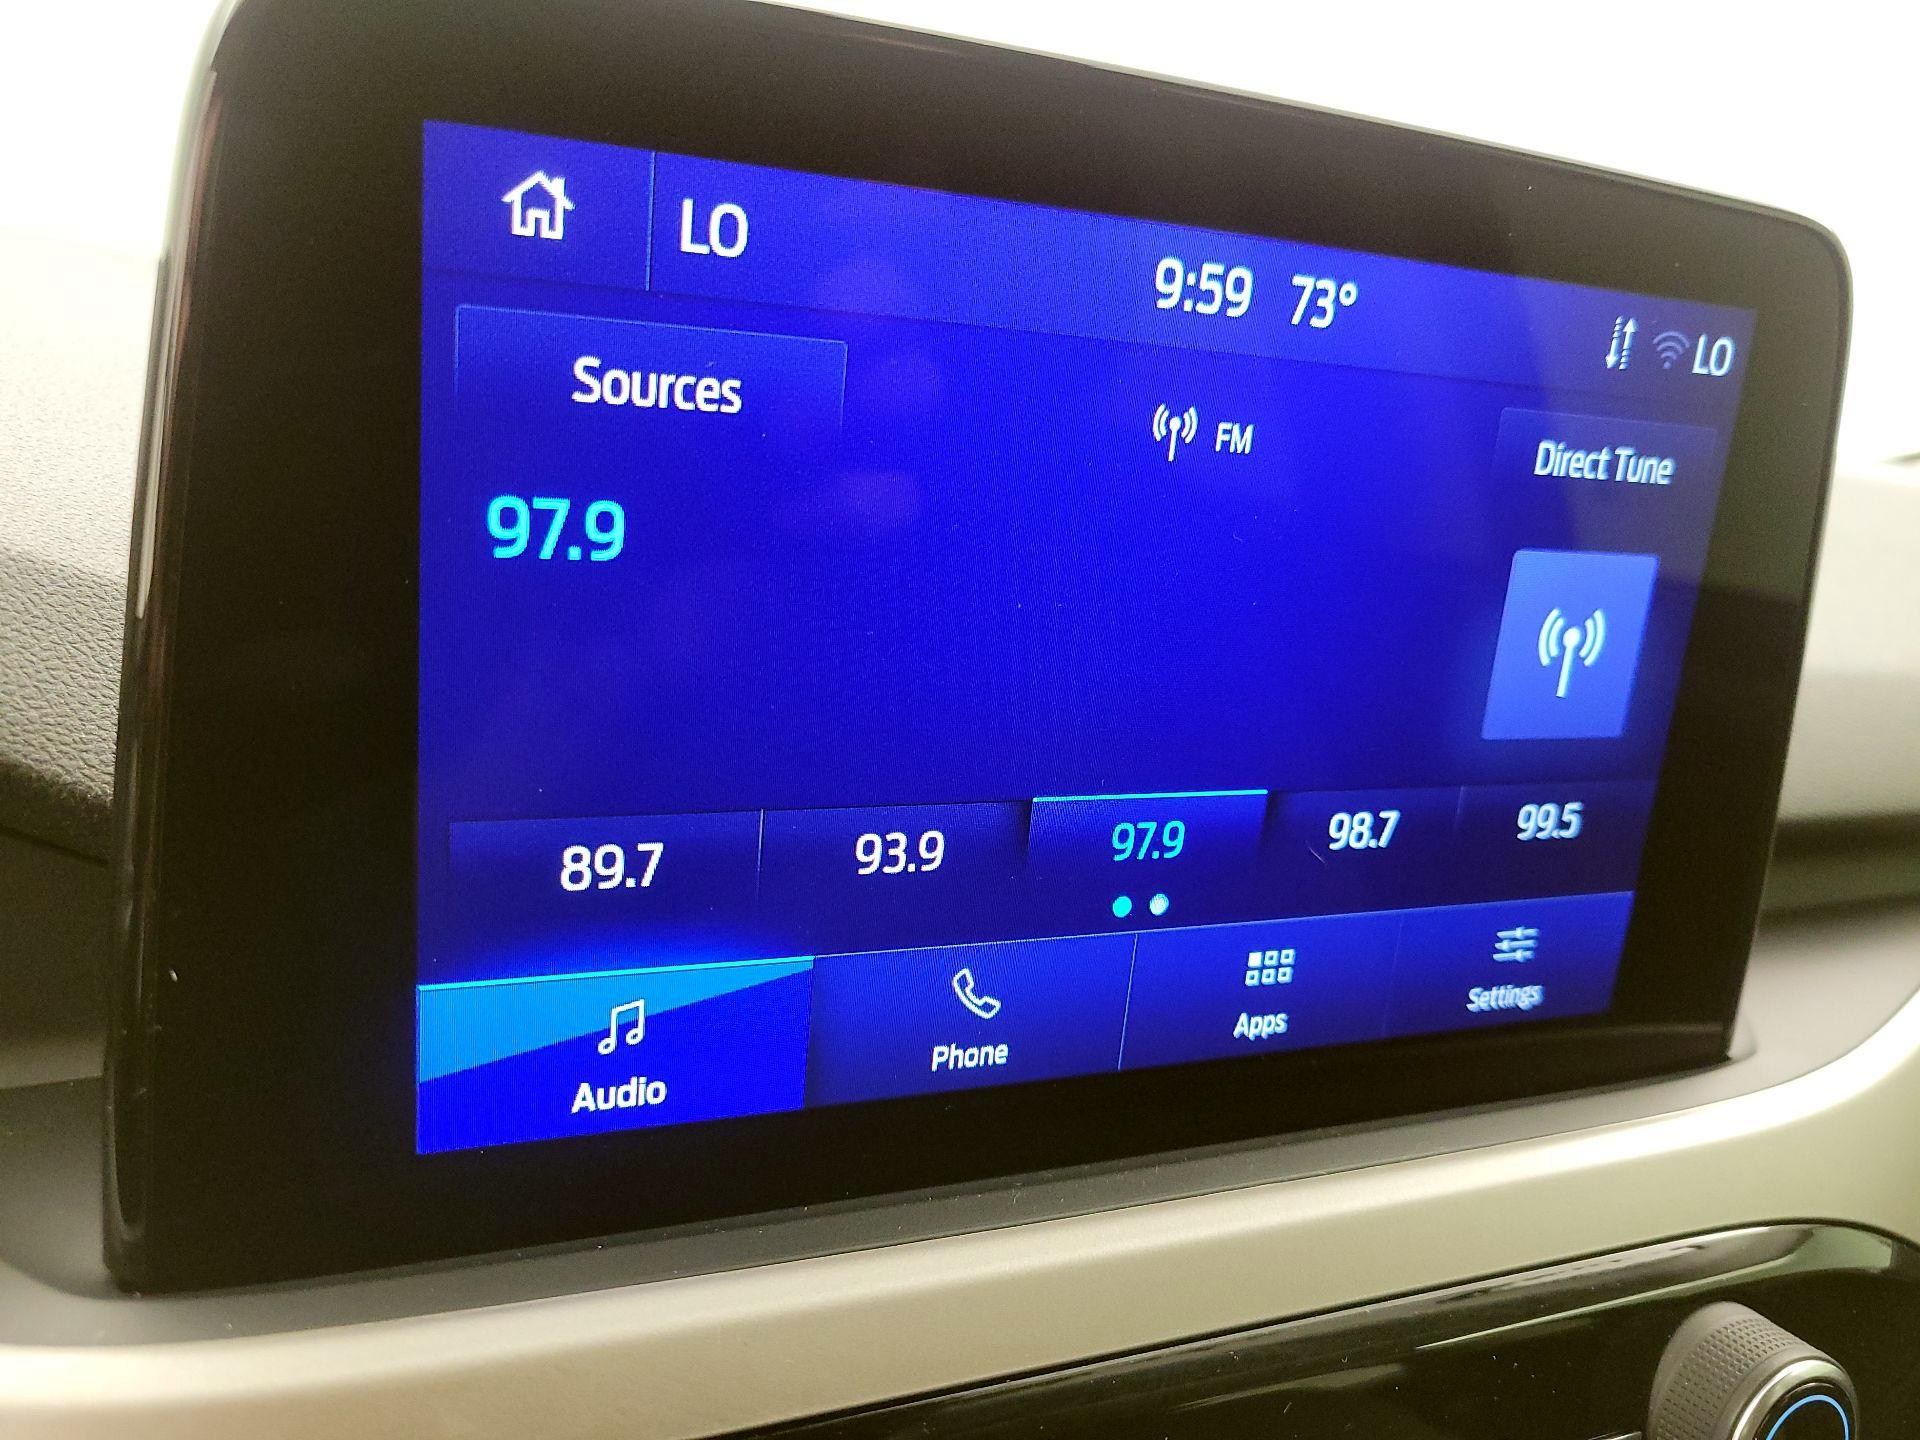 LO
9:59 73°
LO
Sources
FM
Direct Tune
97.9
89.7
93.9
97.9
98.7
99.5
Audio
Phone
Apps
Settings